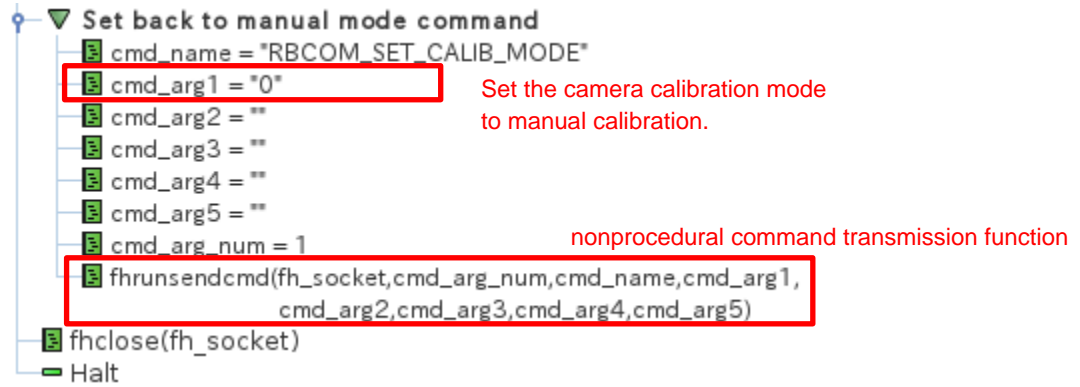 Set back to manual mode command
cmd_name = "RBCOM_SET_CALIB_MODE"
cmd_arg1 = "0"
Set the camera calibration mode
to manual calibration.
cmd_arg2 = ""
cmd_arg3 = ""
cmd_arg4 = ""
cmd_arg5 = ""
cmd_arg_num = 1
nonprocedural command transmission function
fhrunsendcmd(fh_socket,cmd_arg_num,cmd_name,cmd_arg1,
cmd_arg2,cmd_arg3,cmd_arg4,cmd_arg5)
fhclose(fh_socket)
Halt